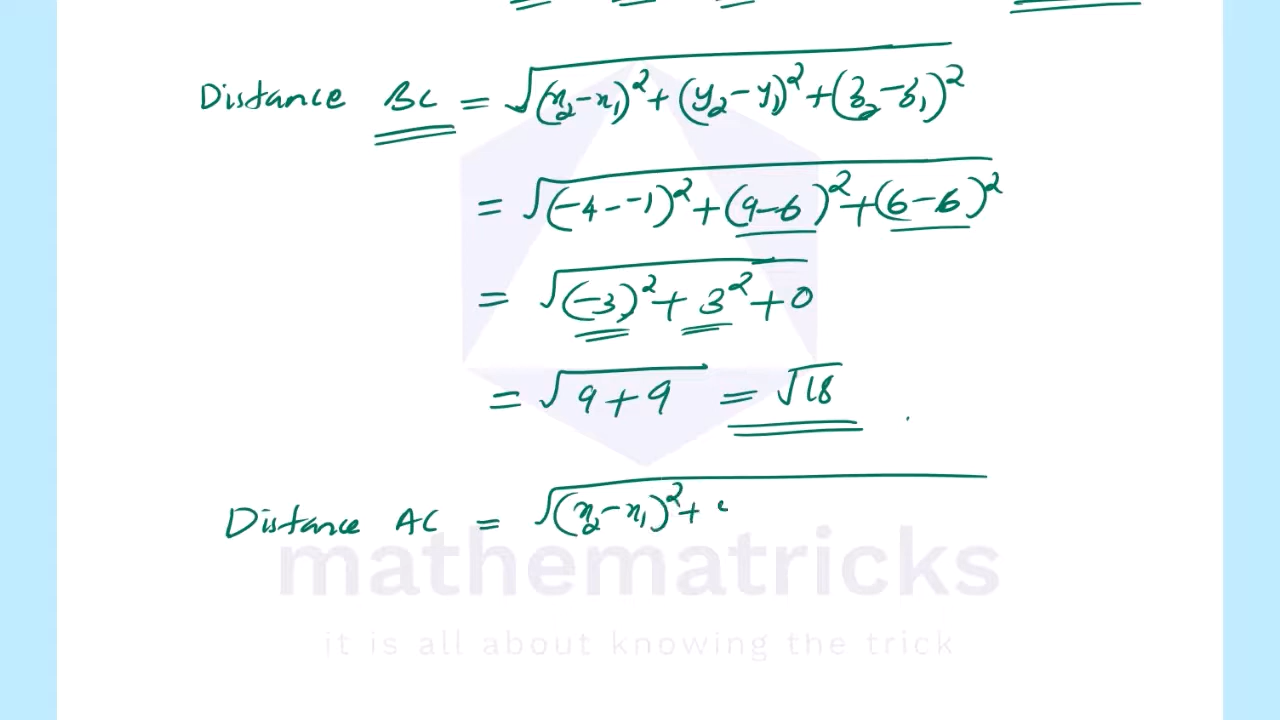 Distance BC = √(x₂-x₁)²+(y₂-y₁)²+(z₂-z₁)²
= √(-4--1)²+(9-6)²+(6-6)²
= √(-3)²+3²+0
= √9+9 = √18
Distance AC = √(x₂-x₁)²+
mathematricks
it is all about knowing the trick